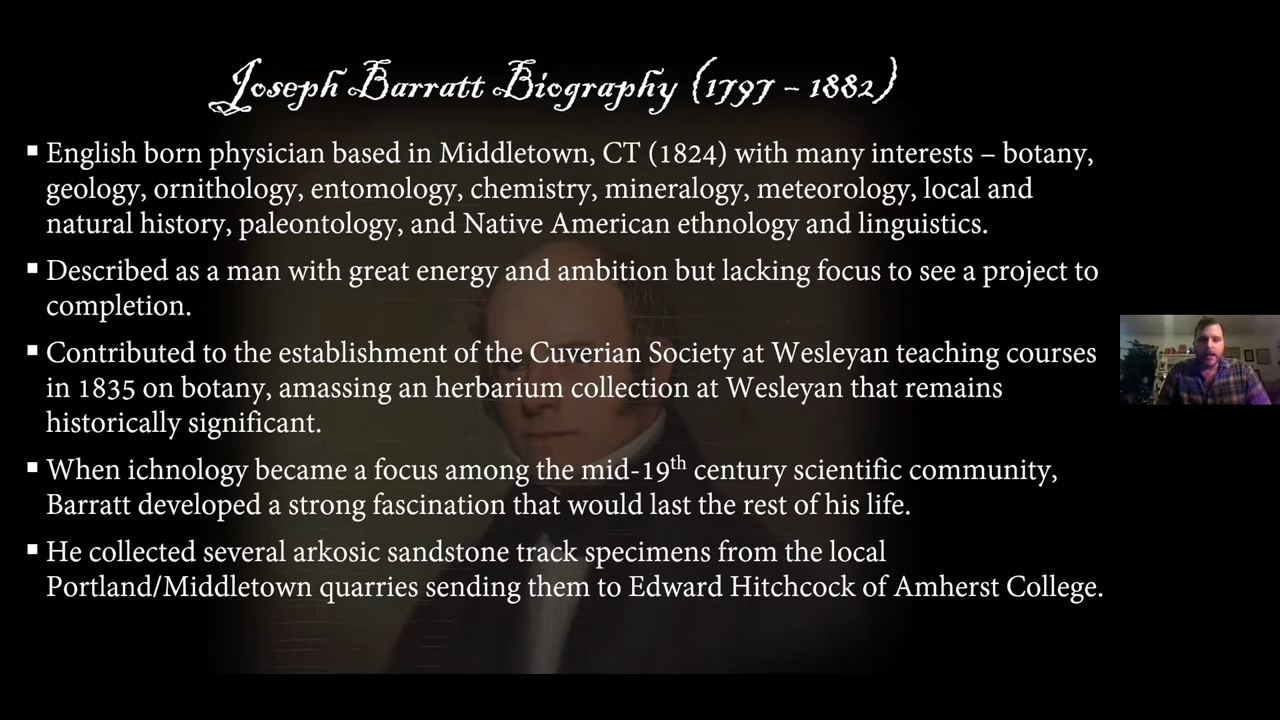 Joseph Barratt Biography (1797 – 1882)
▪ English born physician based in Middletown, CT (1824) with many interests – botany,
geology, ornithology, entomology, chemistry, mineralogy, meteorology, local and
natural history, paleontology, and Native American ethnology and linguistics.
▪ Described as a man with great energy and ambition but lacking focus to see a project to
completion.
▪ Contributed to the establishment of the Cuverian Society at Wesleyan teaching courses
in 1835 on botany, amassing an herbarium collection at Wesleyan that remains
historically significant.
▪ When ichnology became a focus among the mid-19th century scientific community,
Barratt developed a strong fascination that would last the rest of his life.
▪ He collected several arkosic sandstone track specimens from the local
Portland/Middletown quarries sending them to Edward Hitchcock of Amherst College.